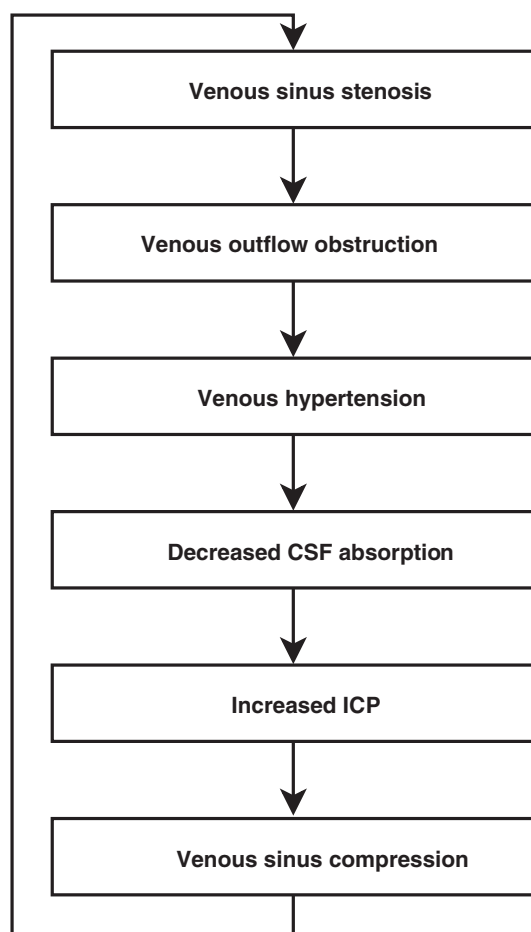 Venous sinus stenosis
Venous outflow obstruction
Venous hypertension
Decreased CSF absorption
Increased ICP
Venous sinus compression